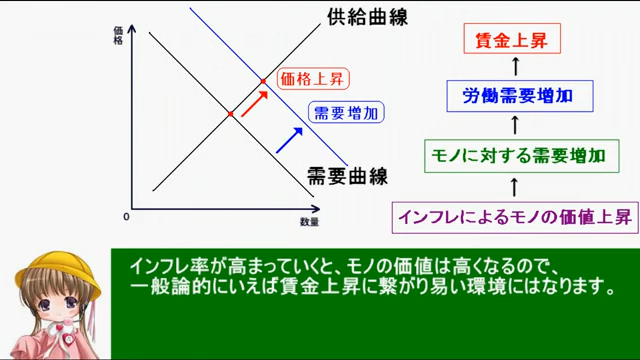 供給曲線
価格
価格上昇
需要増加
需要曲線
0
数量
賃金上昇
↑
労働需要増加
↑
モノに対する需要増加
↑
インフレによるモノの価値上昇
インフレ率が高まっていくと、モノの価値は高くなるので、
一般論的にいえば賃金上昇に繋がり易い環境にはなります。